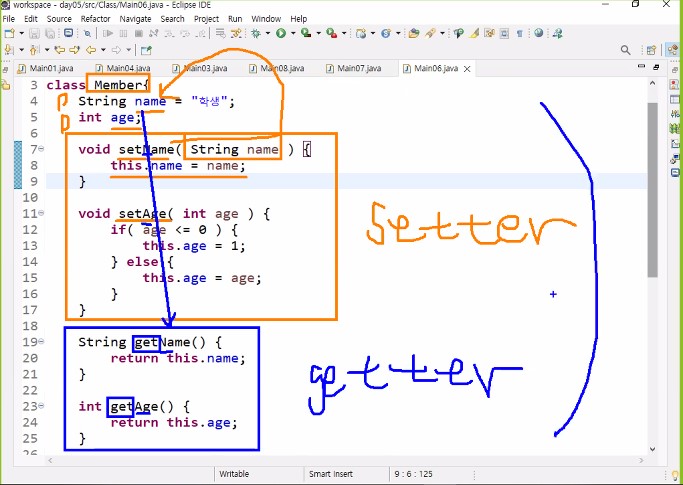 workspace - day05/src/Class/Main06.java - Eclipse IDE
File Edit Source Refactor Navigate Search Project Run Window Help
Main01.java Main04.java Main03.java Main08.java Main07.java Main06.java
3 class Member{
4 String name = "학생";
5 int age;
6
7 void setName( String name ) {
8 this.name = name;
9 }
10
11 void setAge( int age ) {
12 if( age <= 0 ) {
13 this.age = 1;
14 } else {
15 this.age = age;
16 }
17 }
18
19 String getName() {
20 return this.name;
21 }
22
23 int getAge() {
24 return this.age;
25 }
26
P
P
Setter
getter
Writable Smart Insert 9 : 6 : 125